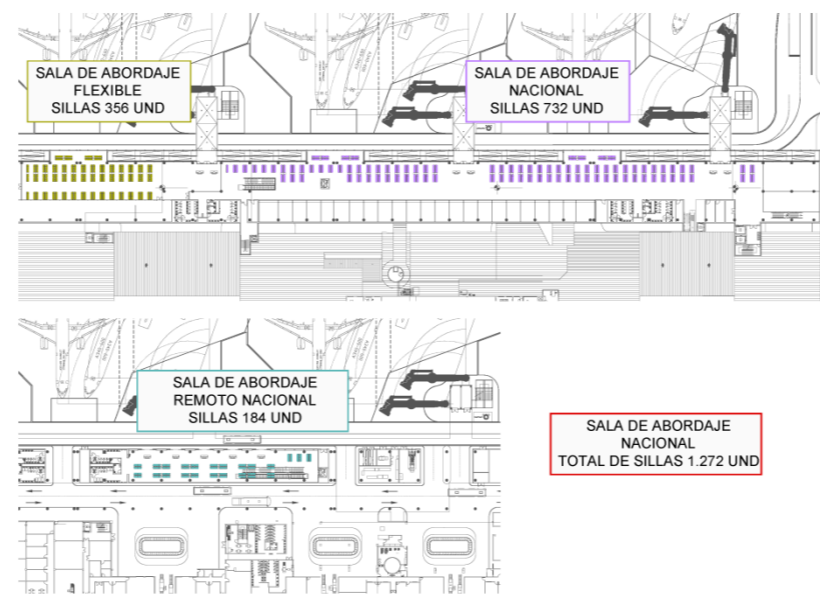 SALA DE ABORDAJE
FLEXIBLE
SILLAS 356 UND
SALA DE ABORDAJE
NACIONAL
SILLAS 732 UND
SALA DE ABORDAJE
REMOTO NACIONAL
SILLAS 184 UND
SALA DE ABORDAJE
NACIONAL
TOTAL DE SILLAS 1.272 UND